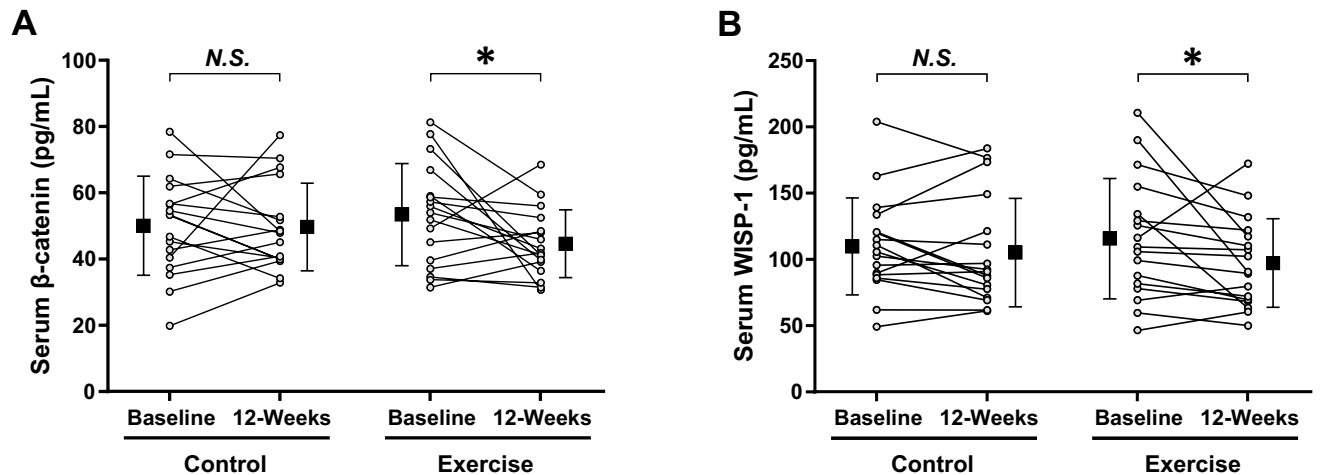 A
Serum β-catenin (pg/mL)
100
80
60
40
20
0
N.S.
*
Baseline 12-Weeks Baseline 12-Weeks
Control Exercise
B
Serum WISP-1 (pg/mL)
250
200
150
100
50
0
N.S.
*
Baseline 12-Weeks Baseline 12-Weeks
Control Exercise